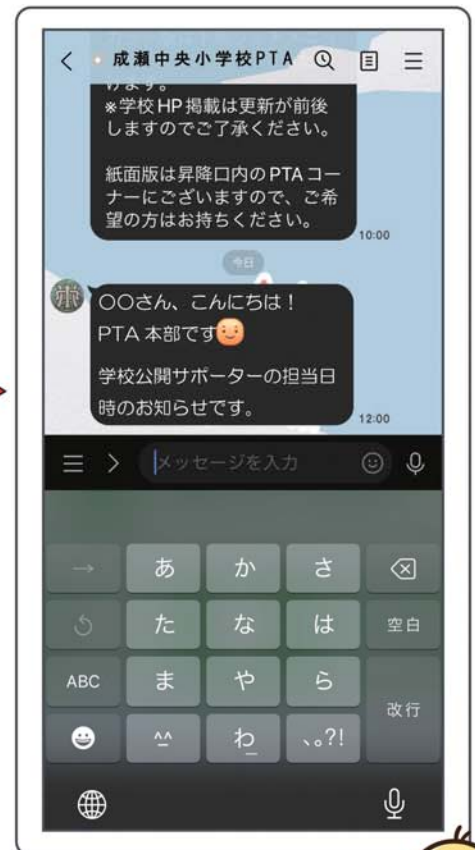 成瀬中央小学校PTA
けます。
※学校HP掲載は更新が前後
しますのでご了承ください。
紙面版は昇降口内のPTAコー
ナーにございますので、ご希
望の方はお持ちください。
10:00
今日
〇〇さん、こんにちは！
PTA本部です
学校公開サポーターの担当日
時のお知らせです。
12:00
メッセージを入力
→ あ か さ
た な は 空白
ABC ま や ら
改行
^^ わ 、。?!